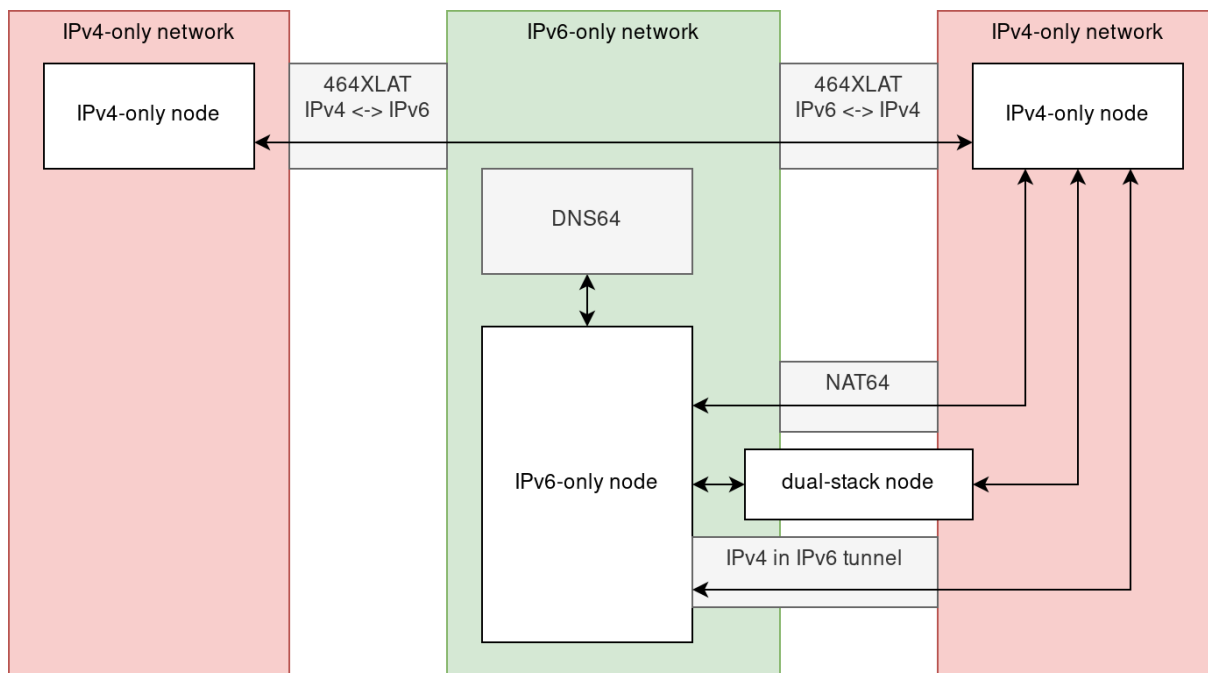 IPv4-only network
IPv6-only network
IPv4-only network
IPv4-only node
464XLAT
IPv4 <-> IPv6
464XLAT
IPv6 <-> IPv4
IPv4-only node
DNS64
NAT64
IPv6-only node
dual-stack node
IPv4 in IPv6 tunnel